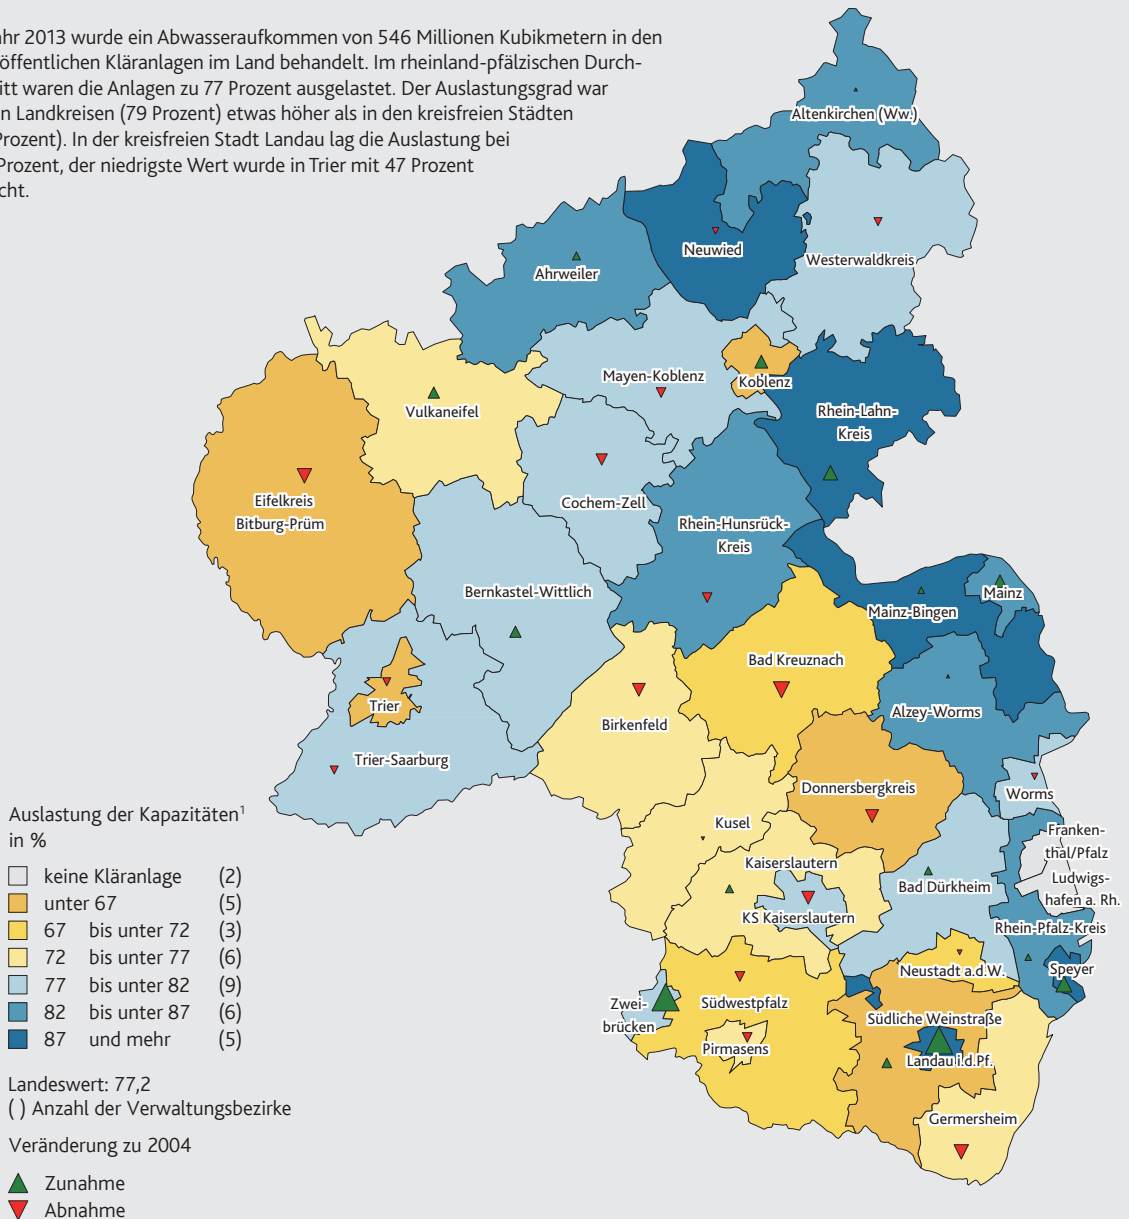 hr 2013 wurde ein Abwasseraufkommen von 546 Millionen Kubikmetern in den
öffentlichen Kläranlagen im Land behandelt. Im rheinland-pfälzischen Durch-
itt waren die Anlagen zu 77 Prozent ausgelastet. Der Auslastungsgrad war
n Landkreisen (79 Prozent) etwas höher als in den kreisfreien Städten
Prozent). In der kreisfreien Stadt Landau lag die Auslastung bei
Prozent, der niedrigste Wert wurde in Trier mit 47 Prozent
cht.
Altenkirchen (Ww.)
Neuwied
Westerwaldkreis
Ahrweiler
Mayen-Koblenz
Koblenz
Vulkaneifel
Rhein-Lahn-
Kreis
Eifelkreis
Bitburg-Prüm
Cochem-Zell
Rhein-Hunsrück-
Kreis
Bernkastel-Wittlich
Mainz
Mainz-Bingen
Bad Kreuznach
Trier
Birkenfeld
Alzey-Worms
Trier-Saarburg
Donnersbergkreis
Worms
Kusel
Franken-
thal/Pfalz
Kaiserslautern
Ludwigs-
hafen a. Rh.
Bad Dürkheim
KS Kaiserslautern
Rhein-Pfalz-Kreis
Neustadt a.d.W.
Speyer
Zwei-
brücken
Südwestpfalz
Südliche Weinstraße
Pirmasens
Landau i.d.Pf.
Germersheim
Auslastung der Kapazitäten¹
in %
keine Kläranlage (2)
unter 67 (5)
67 bis unter 72 (3)
72 bis unter 77 (6)
77 bis unter 82 (9)
82 bis unter 87 (6)
87 und mehr (5)
Landeswert: 77,2
( ) Anzahl der Verwaltungsbezirke
Veränderung zu 2004
Zunahme
Abnahme